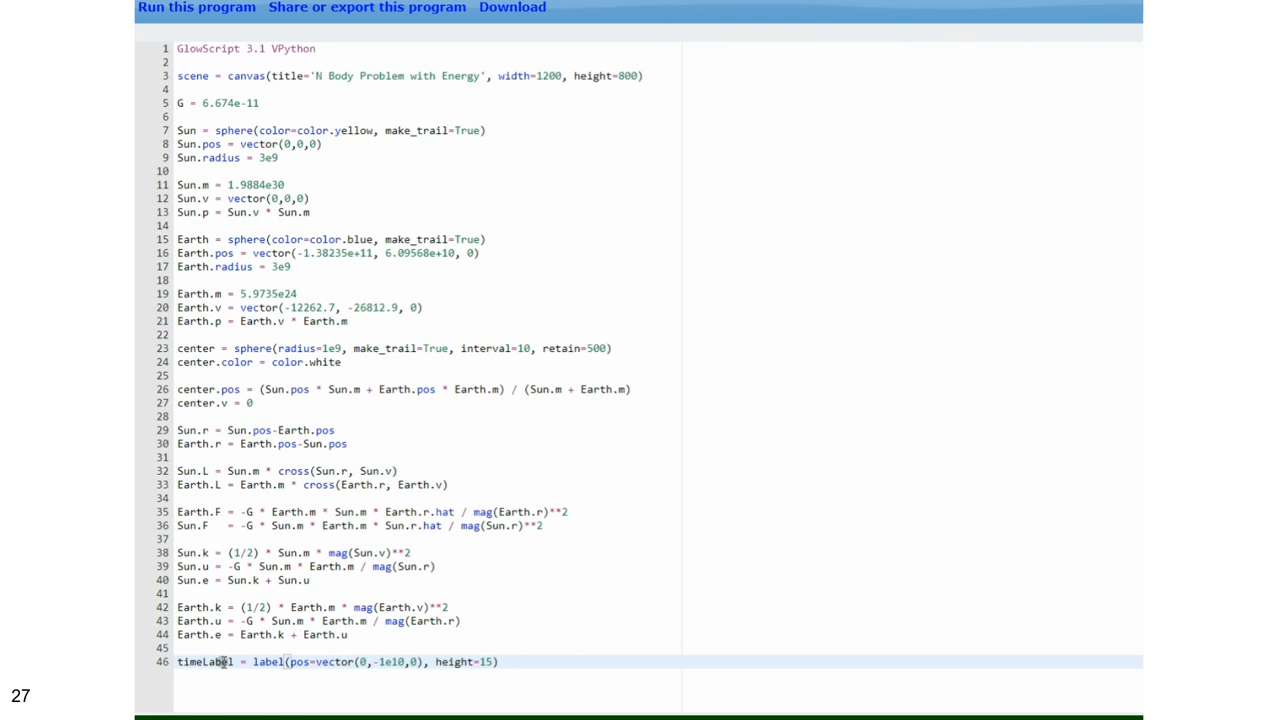 Run this program Share or export this program Download
1 GlowScript 3.1 VPython
2
3 scene = canvas(title='N Body Problem with Energy', width=1200, height=800)
4
5 G = 6.674e-11
6
7 Sun = sphere(color=color.yellow, make_trail=True)
8 Sun.pos = vector(0,0,0)
9 Sun.radius = 3e9
10
11 Sun.m = 1.9884e30
12 Sun.v = vector(0,0,0)
13 Sun.p = Sun.v * Sun.m
14
15 Earth = sphere(color=color.blue, make_trail=True)
16 Earth.pos = vector(-1.38235e+11, 6.09568e+10, 0)
17 Earth.radius = 3e9
18
19 Earth.m = 5.9735e24
20 Earth.v = vector(-12262.7, -26812.9, 0)
21 Earth.p = Earth.v * Earth.m
22
23 center = sphere(radius=1e9, make_trail=True, interval=10, retain=500)
24 center.color = color.white
25
26 center.pos = (Sun.pos * Sun.m + Earth.pos * Earth.m) / (Sun.m + Earth.m)
27 center.v = 0
28
29 Sun.r = Sun.pos-Earth.pos
30 Earth.r = Earth.pos-Sun.pos
31
32 Sun.L = Sun.m * cross(Sun.r, Sun.v)
33 Earth.L = Earth.m * cross(Earth.r, Earth.v)
34
35 Earth.F = -G * Earth.m * Sun.m * Earth.r.hat / mag(Earth.r)**2
36 Sun.F   = -G * Sun.m * Earth.m * Sun.r.hat / mag(Sun.r)**2
37
38 Sun.k = (1/2) * Sun.m * mag(Sun.v)**2
39 Sun.u = -G * Sun.m * Earth.m / mag(Sun.r)
40 Sun.e = Sun.k + Sun.u
41
42 Earth.k = (1/2) * Earth.m * mag(Earth.v)**2
43 Earth.u = -G * Sun.m * Earth.m / mag(Earth.r)
44 Earth.e = Earth.k + Earth.u
45
46 timeLabel = label(pos=vector(0,-1e10,0), height=15)
27